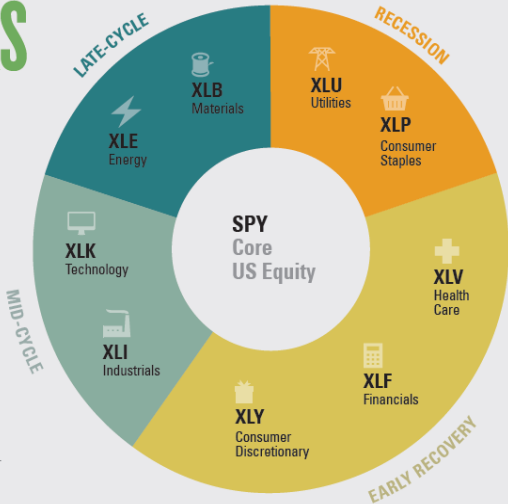 S
LATE-CYCLE
RECESSION
XLB
Materials
XLU
Utilities
XLE
Energy
XLP
Consumer
Staples
XLK
Technology
SPY
Core
US Equity
XLV
Health
Care
MID-CYCLE
XLI
Industrials
XLF
Financials
XLY
Consumer
Discretionary
EARLY RECOVERY